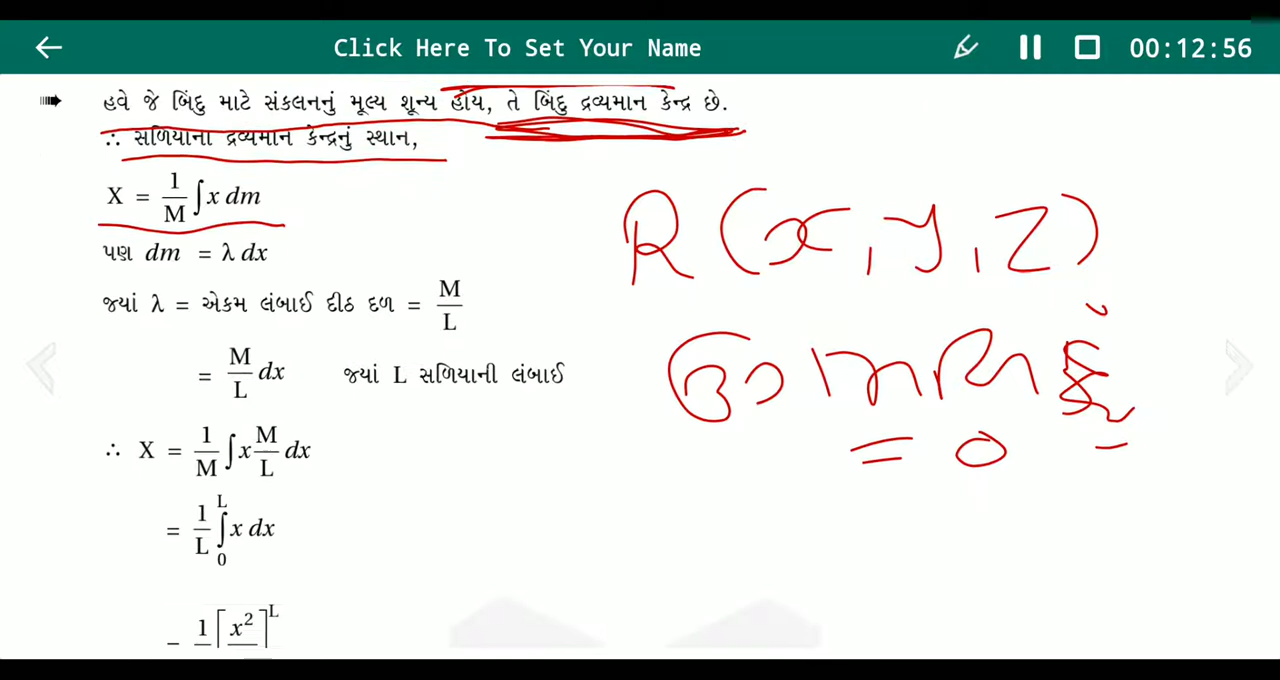 Click Here To Set Your Name 00:12:56
➠ હવે જે બિંદુ માટે સંકલનનું મૂલ્ય શૂન્ય હોય, તે બિંદુ દ્રવ્યમાન કેન્દ્ર છે.
∴ સળિયાના દ્રવ્યમાન કેન્દ્રનું સ્થાન,
X = 1/M ∫ x dm
પણ dm = λ dx
જ્યાં λ = એકમ લંબાઈ દીઠ દળ = M/L
= M/L dx જ્યાં L સળિયાની લંબાઈ
∴ X = 1/M ∫ x M/L dx
= 1/L ∫₀ᴸ x dx
R (x, y, z)
= 0